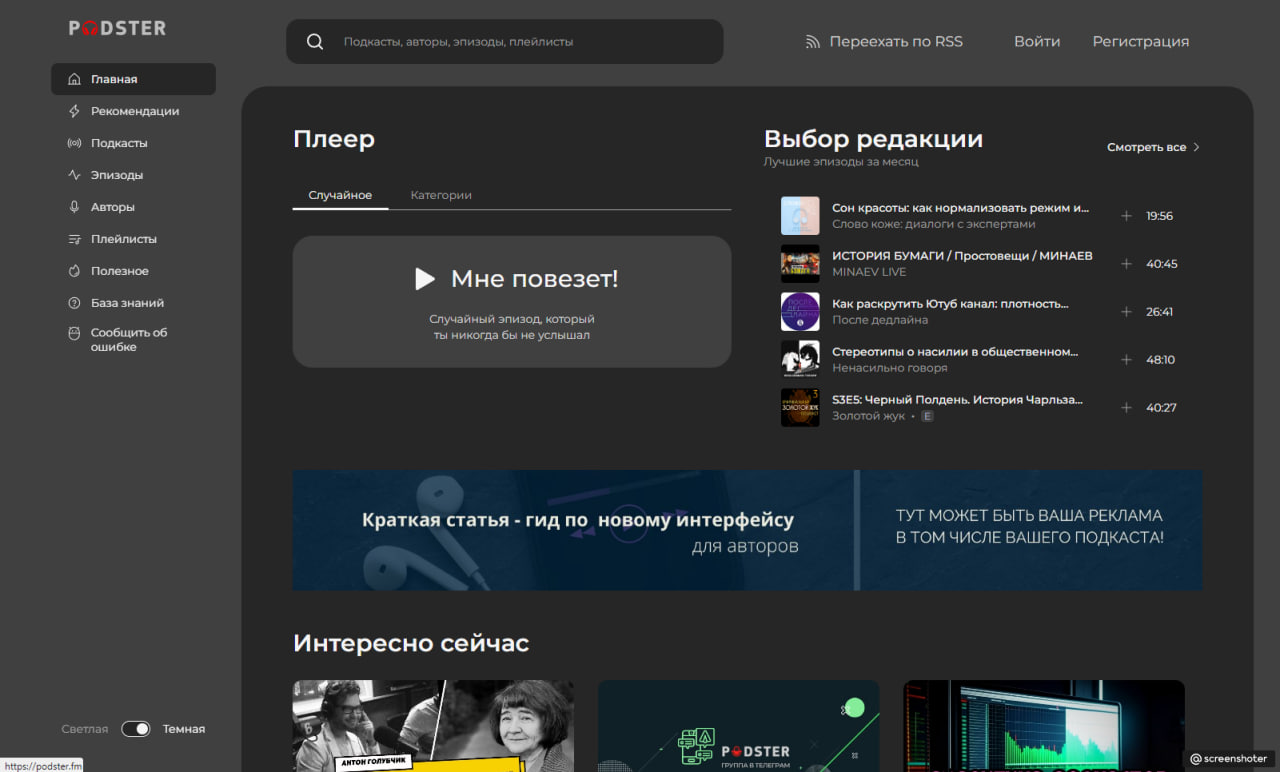 PODSTER
Подкасты, авторы, эпизоды, плейлисты
Переехать по RSS
Войти
Регистрация
Главная
Рекомендации
Подкасты
Эпизоды
Авторы
Плейлисты
Полезное
База знаний
Сообщить об
ошибке
Светлая
Темная
https://podster.fm
Плеер
Случайное
Категории
Мне повезет!
Случайный эпизод, который
ты никогда бы не услышал
Выбор редакции
Лучшие эпизоды за месяц
Смотреть все
Сон красоты: как нормализовать режим и...
Слово коже: диалоги с экспертами
19:56
ИСТОРИЯ БУМАГИ / Простовещи / МИНАЕВ
MINAEV LIVE
40:45
Как раскрутить Ютуб канал: плотность...
После дедлайна
26:41
Стереотипы о насилии в общественном...
Ненасильно говоря
48:10
S3E5: Черный Полдень. История Чарльза...
Золотой жук • E
40:27
Краткая статья - гид по новому интерфейсу
для авторов
ТУТ МОЖЕТ БЫТЬ ВАША РЕКЛАМА
В ТОМ ЧИСЛЕ ВАШЕГО ПОДКАСТА!
Интересно сейчас
АНТОН ГОЛУБЧИК
PODSTER
ГРУППА В ТЕЛЕГРАМ
screenshoter